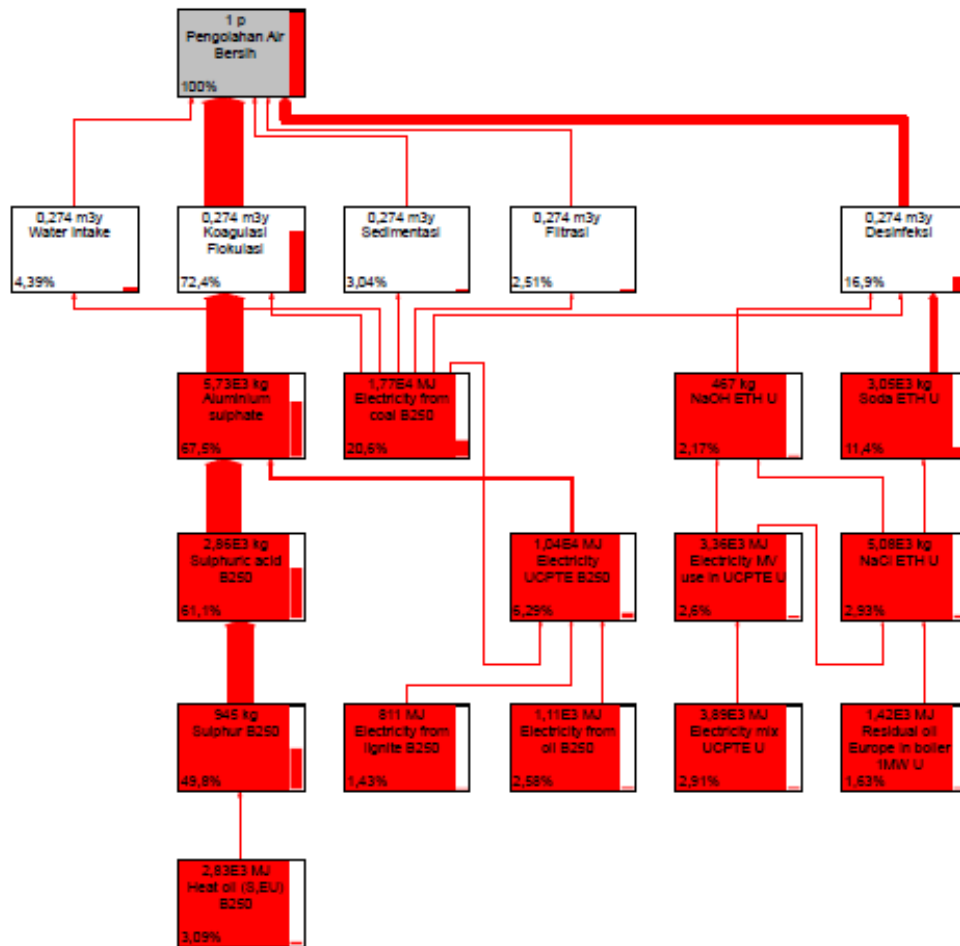 1 p
Pengolahan Air
Bersih
100%
0,274 m3y
Water Intake
4,39%
0,274 m3y
Koagulasi
Flokulasi
72,4%
0,274 m3y
Sedimentasi
3,04%
0,274 m3y
Filtrasi
2,51%
0,274 m3y
Desinfeksi
16,9%
5,73E3 kg
Aluminium
sulphate
67,5%
1,77E4 MJ
Electricity from
coal B250
20,6%
467 kg
NaOH ETH U
2,17%
3,05E3 kg
Soda ETH U
11,4%
2,86E3 kg
Sulphuric acid
B250
61,1%
1,04E4 MJ
Electricity
UCPTE B250
6,29%
3,36E3 MJ
Electricity MV
use in UCPTE U
2,6%
5,08E3 kg
NaCl ETH U
2,93%
945 kg
Sulphur B250
49,8%
811 MJ
Electricity from
lignite B250
1,43%
1,11E3 MJ
Electricity from
oil B250
2,58%
3,89E3 MJ
Electricity mix
UCPTE U
2,91%
1,42E3 MJ
Residual oil
Europe in boiler
1MW U
1,63%
2,83E3 MJ
Heat oil (S,EU)
B250
3,09%